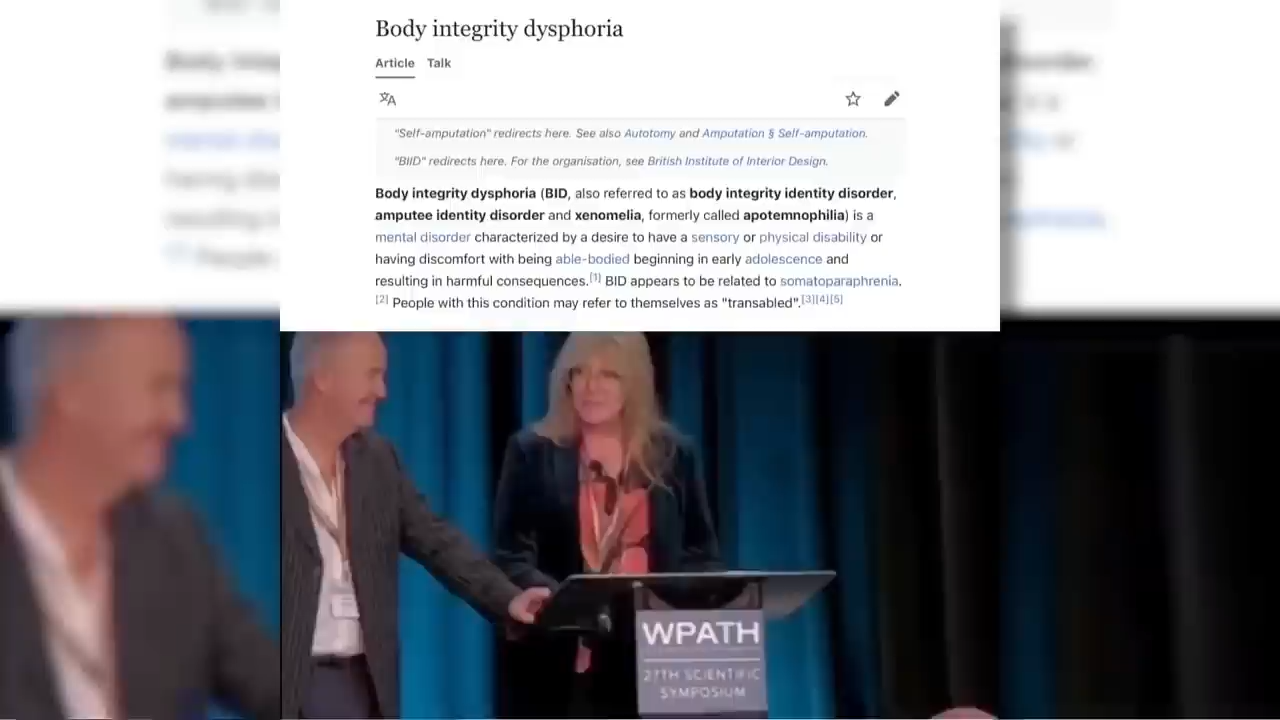 Body integrity dysphoria
Article Talk
"Self-amputation" redirects here. See also Autotomy and Amputation § Self-amputation.
"BIID" redirects here. For the organisation, see British Institute of Interior Design.
Body integrity dysphoria (BID, also referred to as body integrity identity disorder,
amputee identity disorder and xenomelia, formerly called apotemnophilia) is a
mental disorder characterized by a desire to have a sensory or physical disability or
having discomfort with being able-bodied beginning in early adolescence and
resulting in harmful consequences.[1] BID appears to be related to somatoparaphrenia.
[2] People with this condition may refer to themselves as "transabled".[3][4][5]
WPATH
27TH SCIENTIFIC
SYMPOSIUM